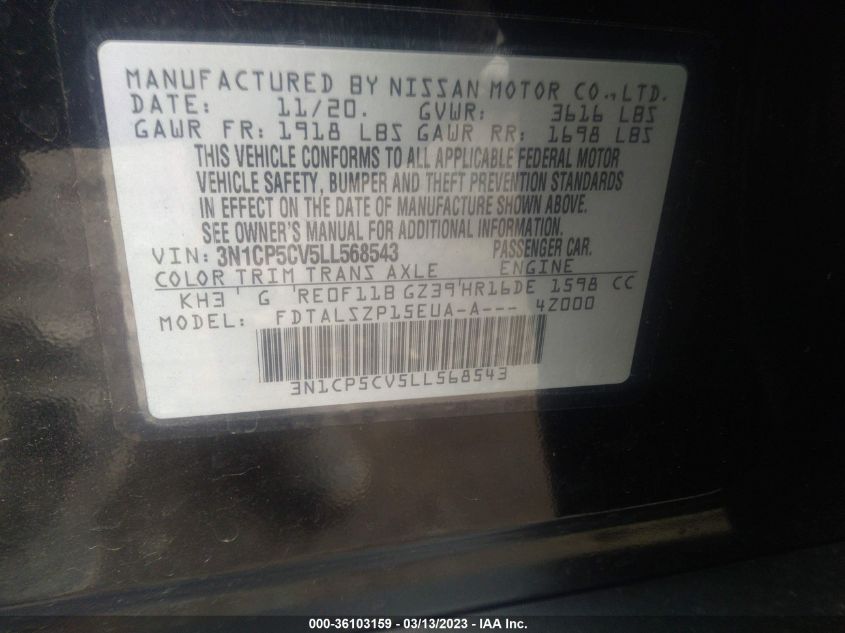 MANUFACTURED BY NISSAN MOTOR CO., LTD.
DATE: 11/20. GVWR: 3616 LBS
GAWR FR: 1918 LBS GAWR RR: 1698 LBS
THIS VEHICLE CONFORMS TO ALL APPLICABLE FEDERAL MOTOR
VEHICLE SAFETY, BUMPER AND THEFT PREVENTION STANDARDS
IN EFFECT ON THE DATE OF MANUFACTURE SHOWN ABOVE.
SEE OWNER'S MANUAL FOR ADDITIONAL INFORMATION.
VIN: 3N1CP5CV5LL568543 PASSENGER CAR.
COLOR TRIM TRANS AXLE ENGINE
KH3 ' G 'RE0F11B GZ39'HR16DE 1598 CC
MODEL: FDTALSZP15EUA-A--- 4Z000
3N1CP5CV5LL568543
000-36103159 - 03/13/2023 - IAA Inc.